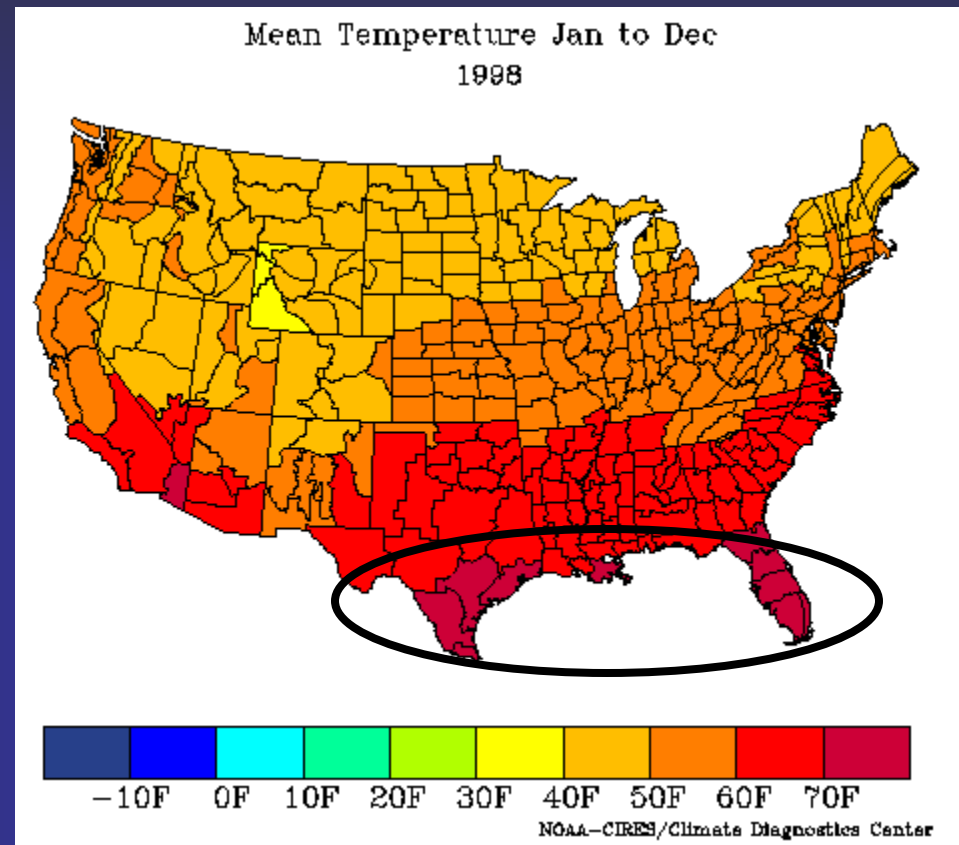 Mean Temperature Jan to Dec
1998
-10F 0F 10F 20F 30F 40F 50F 60F 70F
NOAA-CIRES/Climate Diagnostics Center